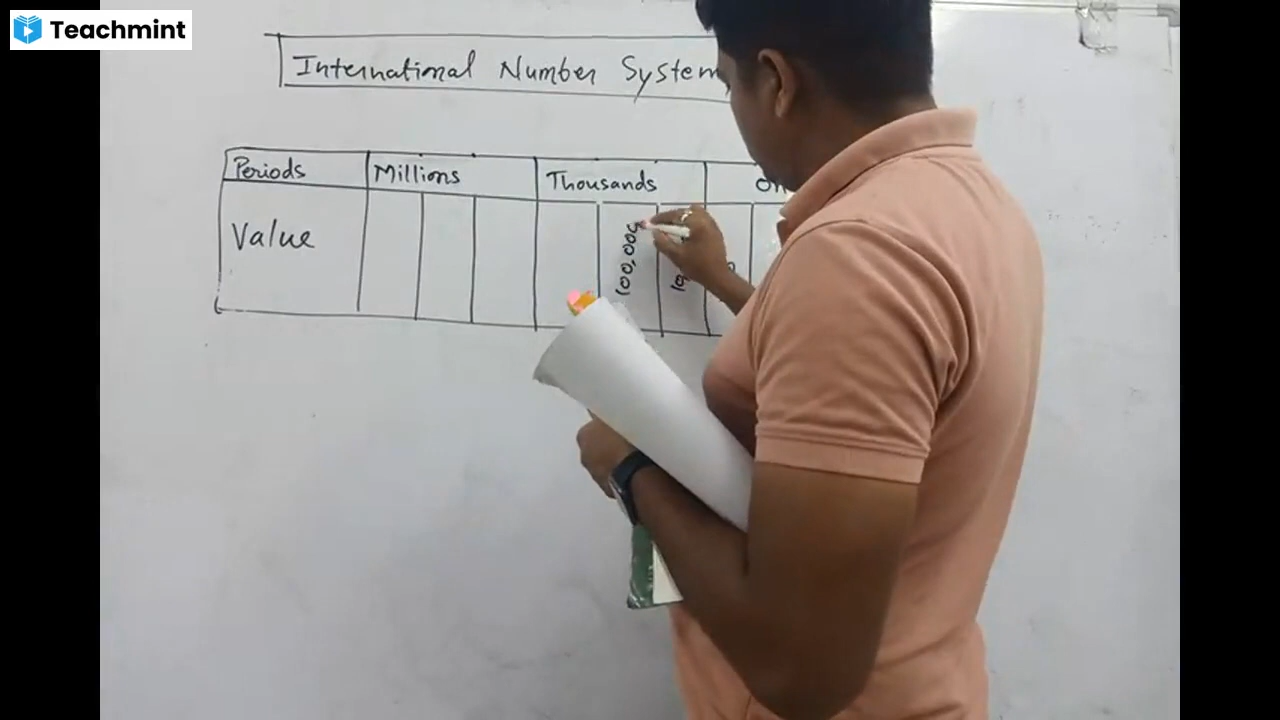 Teachmint
International Number System
Periods Millions Thousands
Value 100,000